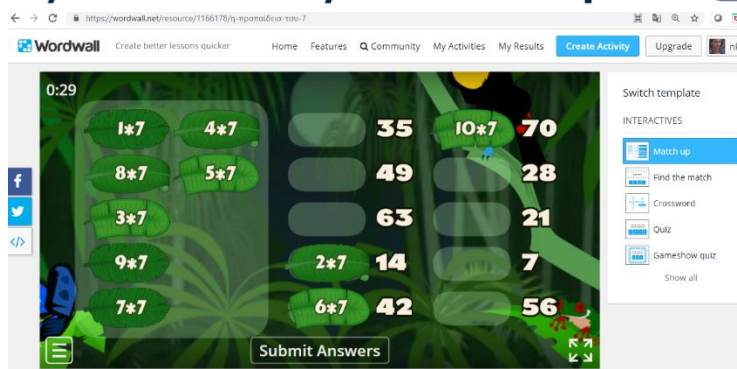 https://wordwall.net/resource/1166178/η-προπαίδεια-του-7
Wordwall
Create better lessons quicker
Home Features Community My Activities My Results Create Activity Upgrade
0:29
1*7 4*7 35 10*7 70
8*7 5*7 49 28
3*7 63 21
9*7 2*7 14 7
7*7 6*7 42 56
Submit Answers
Switch template
INTERACTIVES
Match up
Find the match
Crossword
Quiz
Gameshow quiz
Show all